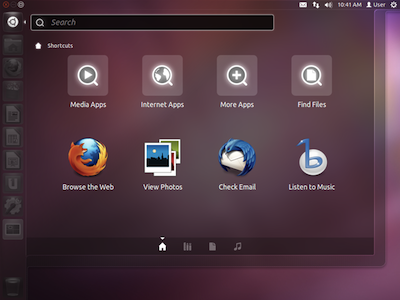 10:41 AM User
Search
Shortcuts
Media Apps Internet Apps More Apps Find Files
Browse the Web View Photos Check Email Listen to Music